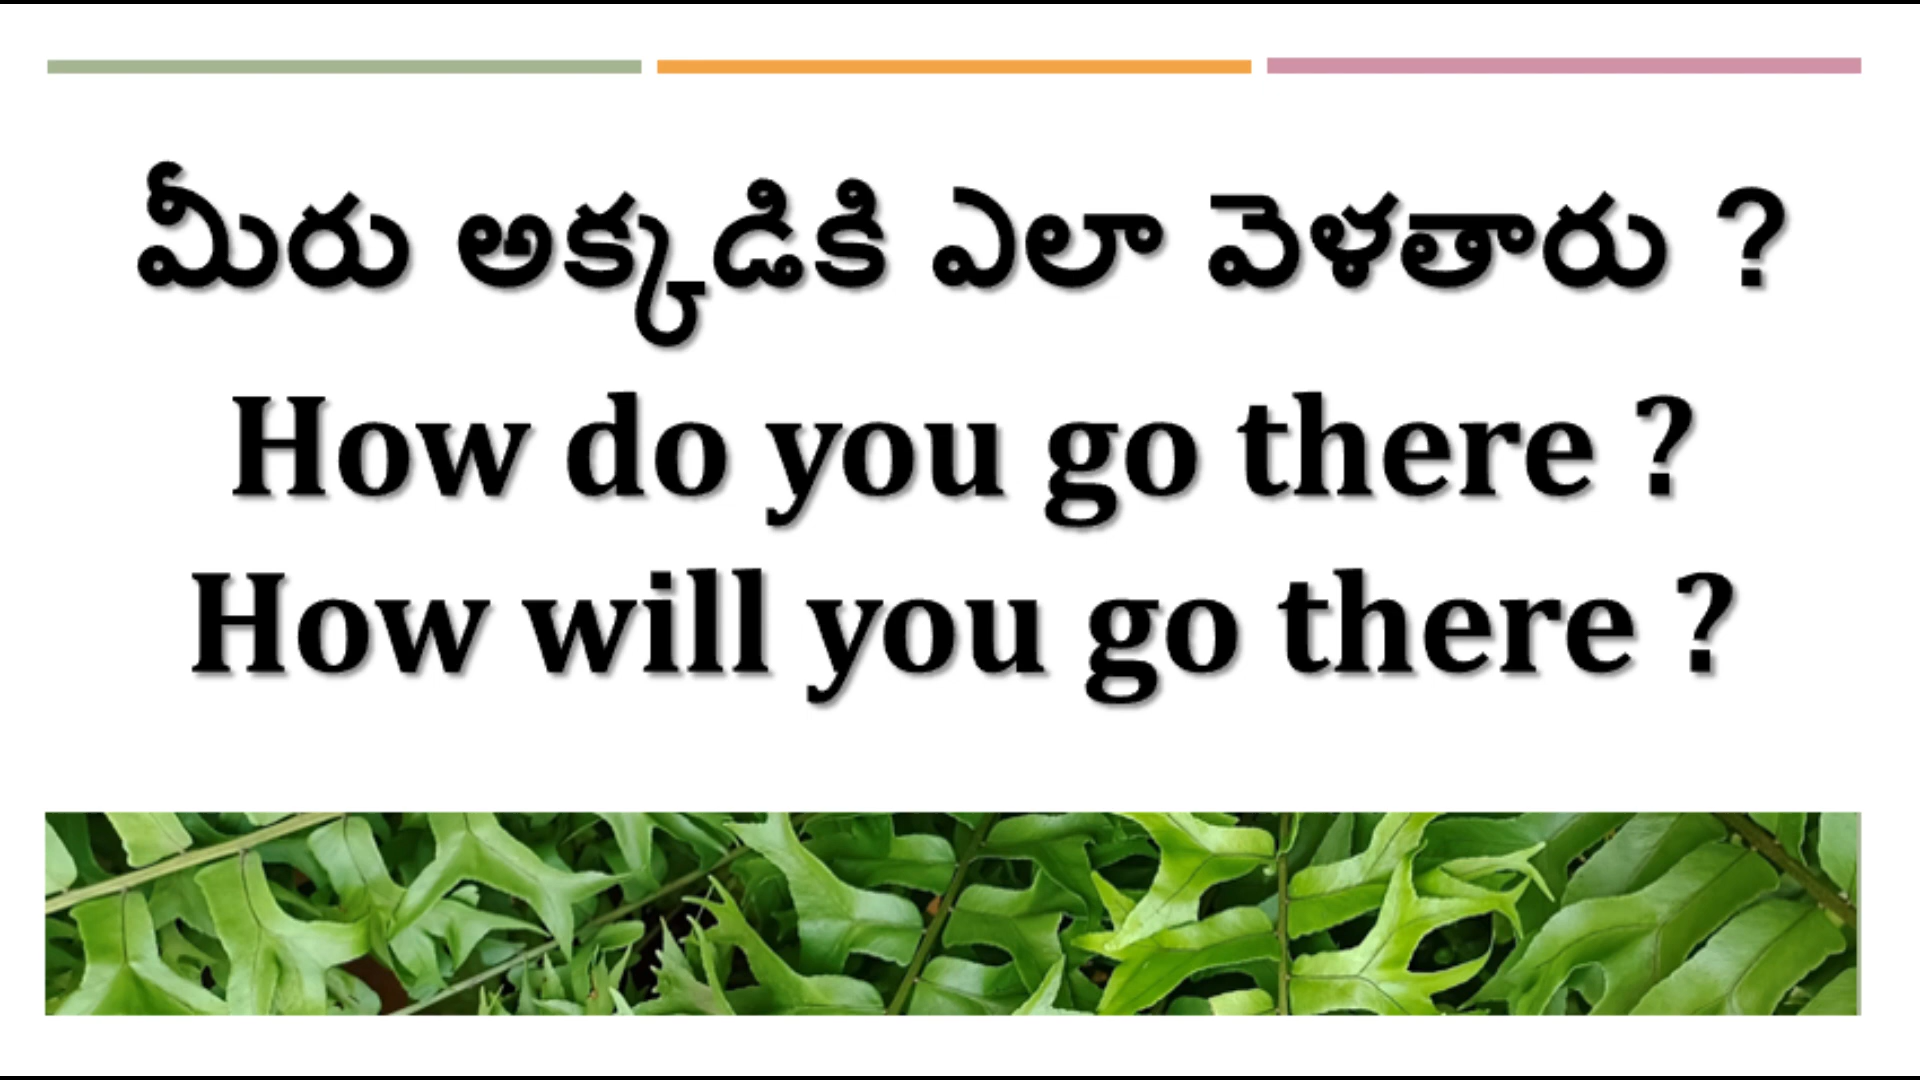 మీరు అక్కడికి ఎలా వెళతారు ?
How do you go there ?
How will you go there ?